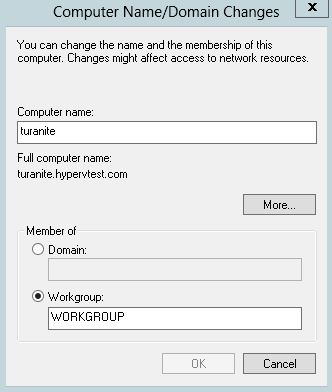 Computer Name/Domain Changes
x
You can change the name and the membership of this
computer. Changes might affect access to network resources.
Computer name:
turanite
Full computer name:
turanite.hypervtest.com
More...
Member of
Domain:
Workgroup:
WORKGROUP
OK
Cancel